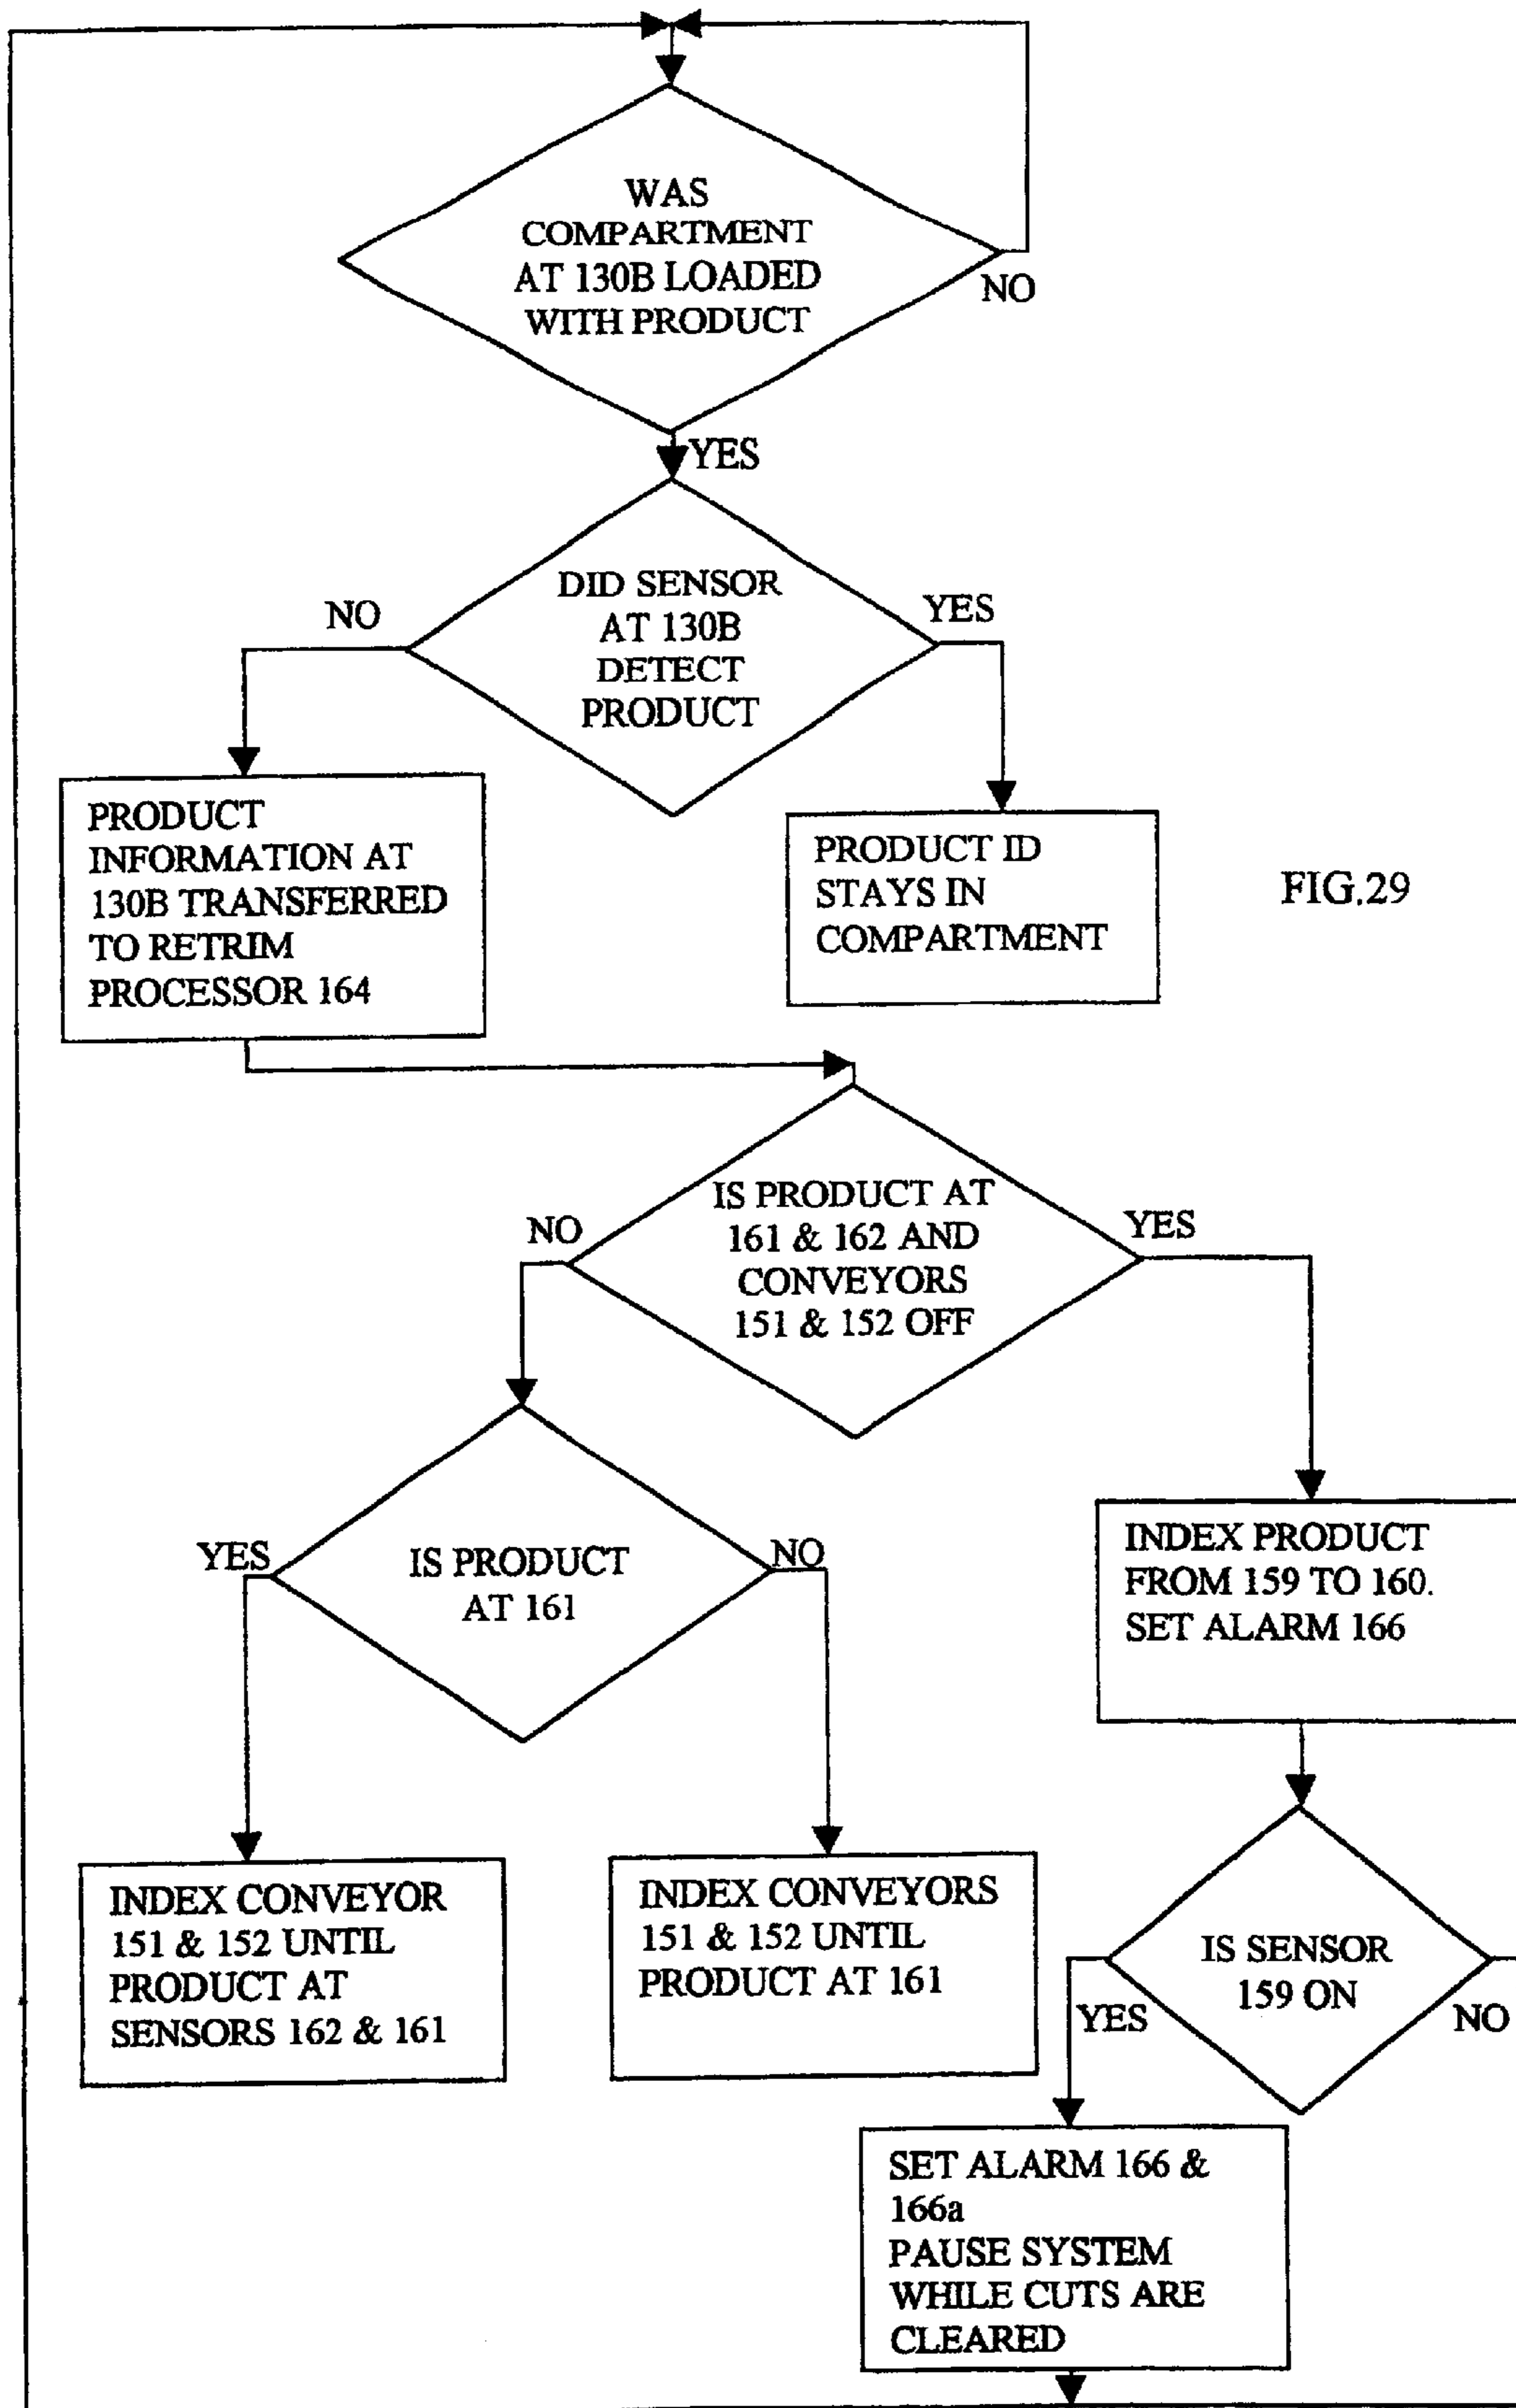 WAS
COMPARTMENT
AT 130B LOADED
WITH PRODUCT
NO
YES
DID SENSOR
AT 130B
DETECT
PRODUCT
NO
YES
PRODUCT
INFORMATION AT
130B TRANSFERRED
TO RETRIM
PROCESSOR 164
PRODUCT ID
STAYS IN
COMPARTMENT
FIG.29
IS PRODUCT AT
161 & 162 AND
CONVEYORS
151 & 152 OFF
NO
YES
IS PRODUCT
AT 161
YES
NO
INDEX PRODUCT
FROM 159 TO 160.
SET ALARM 166
INDEX CONVEYOR
151 & 152 UNTIL
PRODUCT AT
SENSORS 162 & 161
INDEX CONVEYORS
151 & 152 UNTIL
PRODUCT AT 161
IS SENSOR
159 ON
YES
NO
SET ALARM 166 &
166a
PAUSE SYSTEM
WHILE CUTS ARE
CLEARED